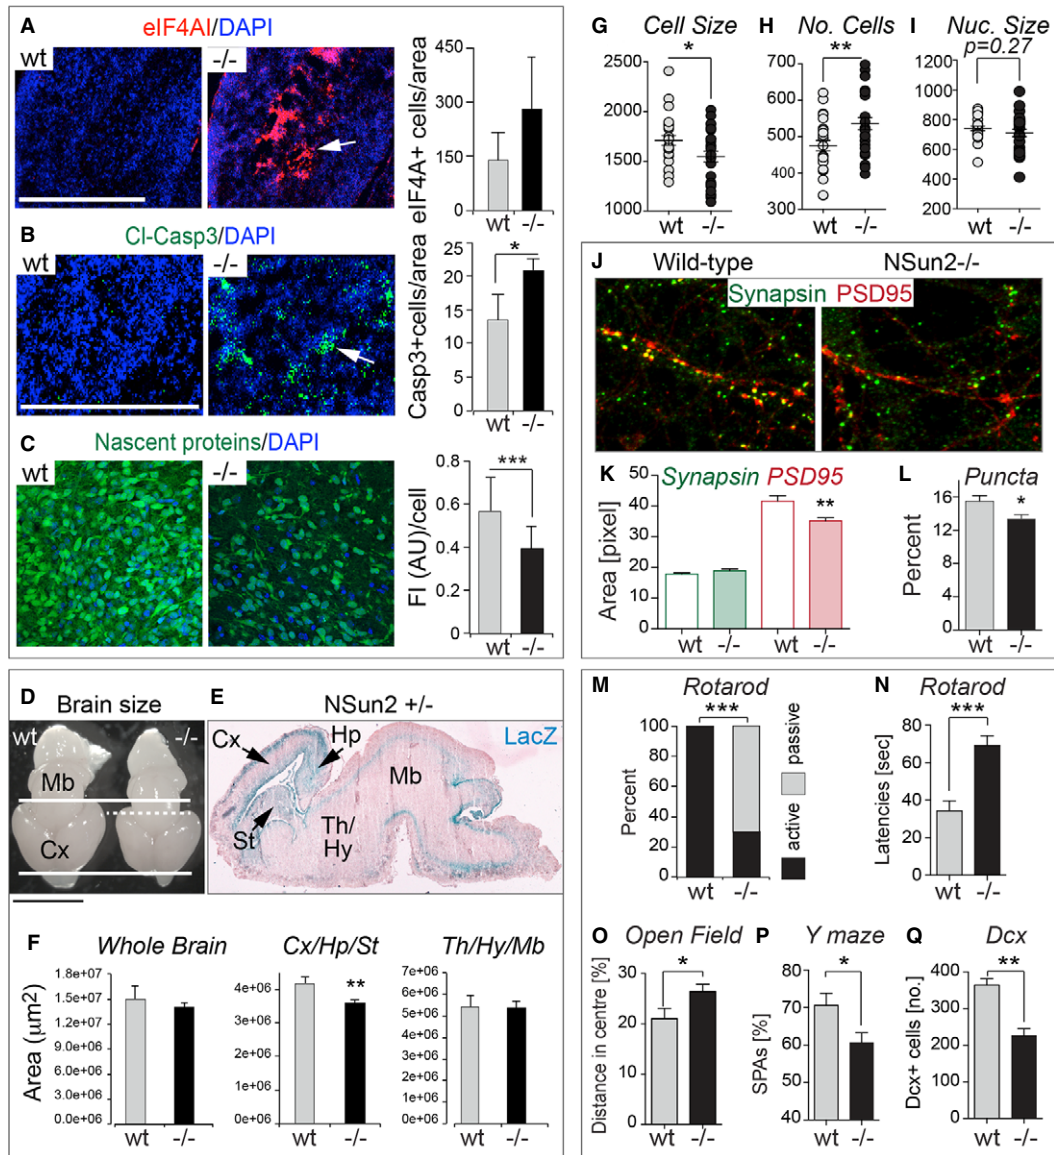 A
eIF4AI/DAPI
wt
-/-
eIF4A+ cells/area
450
300
150
0
wt -/-
B
Cl-Casp3/DAPI
wt
-/-
Casp3+cells/area
25
20
15
10
5
0
*
wt -/-
C
Nascent proteins/DAPI
wt
-/-
FI (AU)/cell
0.8
0.6
0.4
0.2
0
***
wt -/-
D
Brain size
wt
-/-
Mb
Cx
E
NSun2 +/-
LacZ
Cx
Hp
Mb
St
Th/
Hy
F
Whole Brain
Area (μm2)
1.8e+07
1.5e+07
1.2e+07
9.0e+06
6.0e+06
3.0e+06
0.0e+06
wt -/-
Cx/Hp/St
4e+06
3e+06
2e+06
1e+06
0e+06
**
wt -/-
Th/Hy/Mb
7e+06
6e+06
5e+06
4e+06
3e+06
2e+06
1e+06
0e+06
wt -/-
G
Cell Size
*
2500
2000
1500
1000
wt -/-
H
No. Cells
**
700
600
500
400
300
wt -/-
I
Nuc. Size
p=0.27
1200
1000
800
600
400
200
wt -/-
J
Wild-type
NSun2-/-
Synapsin PSD95
K
Synapsin PSD95
Area [pixel]
50
40
30
20
10
0
**
wt -/- wt -/-
L
Puncta
Percent
16
12
8
4
0
*
wt -/-
M
Rotarod
***
Percent
100
80
60
40
20
0
wt -/-
active passive
N
Rotarod
***
Latencies [sec]
80
60
40
20
0
wt -/-
O
Open Field
*
Distance in centre [%]
30
20
10
0
wt -/-
P
Y maze
*
SPAs [%]
80
70
60
50
40
wt -/-
Q
Dcx
**
Dcx+ cells [no.]
400
300
200
100
0
wt -/-